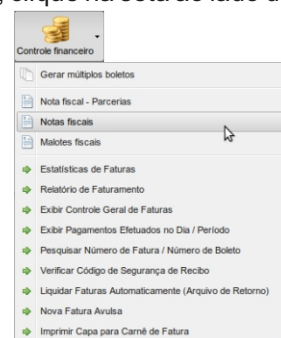 clique na seta ao lado d
Controle financeiro
Gerar múltiplos boletos
Nota fiscal - Parcerias
Notas fiscais
Malotes fiscais
Estatísticas de Faturas
Relatório de Faturamento
Exibir Controle Geral de Faturas
Exibir Pagamentos Efetuados no Dia / Período
Pesquisar Número de Fatura / Número de Boleto
Verificar Código de Segurança de Recibo
Liquidar Faturas Automaticamente (Arquivo de Retorno)
Nova Fatura Avulsa
Imprimir Capa para Carnê de Fatura